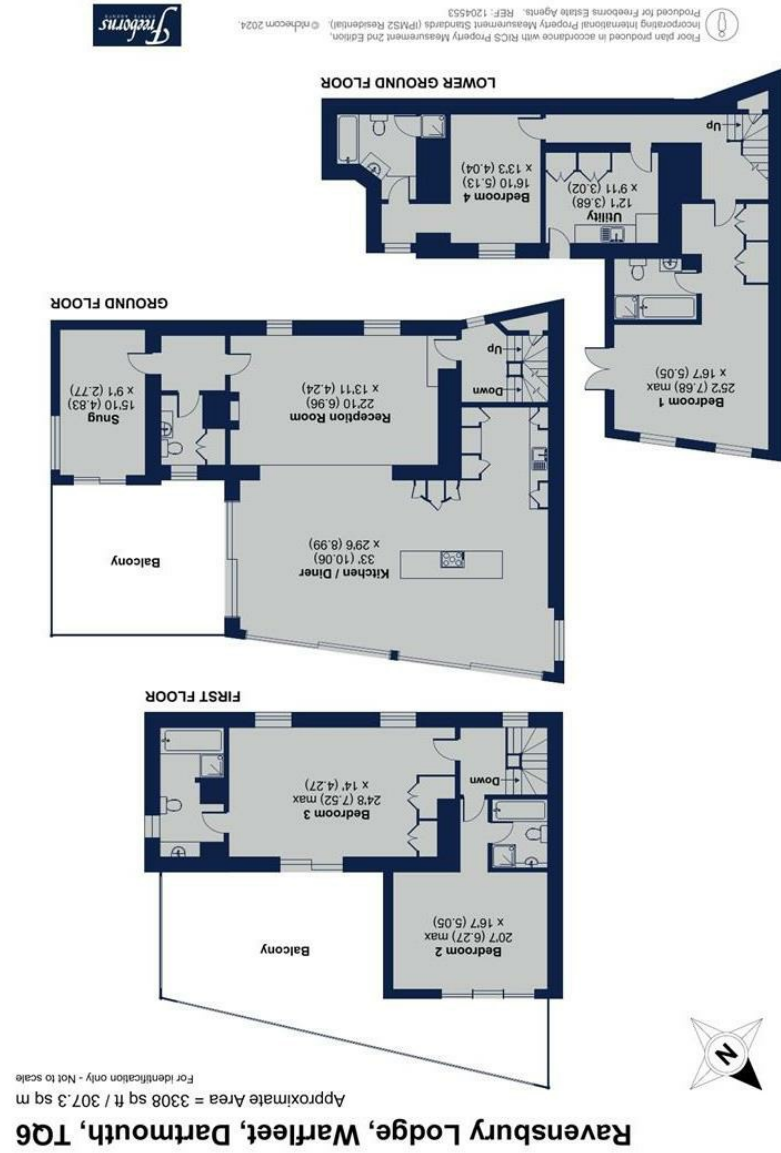 Ravensbury Lodge, Warfleet, Dartmouth, TQ6
Approximate Area = 3308 sq ft / 307.3 sq m
For identification only - Not to scale
N
Bedroom 2
20'7 (6.27) max
x 16'7 (5.05)
Balcony
Down
Bedroom 3
24'8 (7.52) max
x 14' (4.27)
FIRST FLOOR
Kitchen / Diner
33' (10.06)
x 29'6 (8.99)
Balcony
Down
Up
Reception Room
22'10 (6.96)
x 13'11 (4.24)
Snug
15'10 (4.83)
x 9'1 (2.77)
GROUND FLOOR
Bedroom 1
25'2 (7.68) max
x 16'7 (5.05)
Utility
12'1 (3.68)
x 9'11 (3.02)
Bedroom 4
16'10 (5.13)
x 13'3 (4.04)
Up
LOWER GROUND FLOOR
Floor plan produced in accordance with RICS Property Measurement 2nd Edition,
Incorporating International Property Measurement Standards (IPMS2 Residential). © nichecom 2024.
Produced for Freeborns Estate Agents. REF: 1204553
Freeborns
ESTATE AGENTS